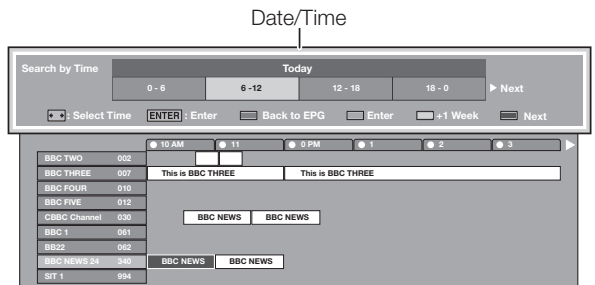 Date/Time
Search by Time Today
0 - 6 6 -12 12 - 18 18 - 0 Next
: Select Time ENTER : Enter Back to EPG Enter +1 Week Next
10 AM 11 0 PM 1 2 3
BBC TWO 002
BBC THREE 007 This is BBC THREE This is BBC THREE
BBC FOUR 010
BBC FIVE 012
CBBC Channel 030 BBC NEWS BBC NEWS
BBC 1 061
BB22 062
BBC NEWS 24 340 BBC NEWS BBC NEWS
SIT 1 994